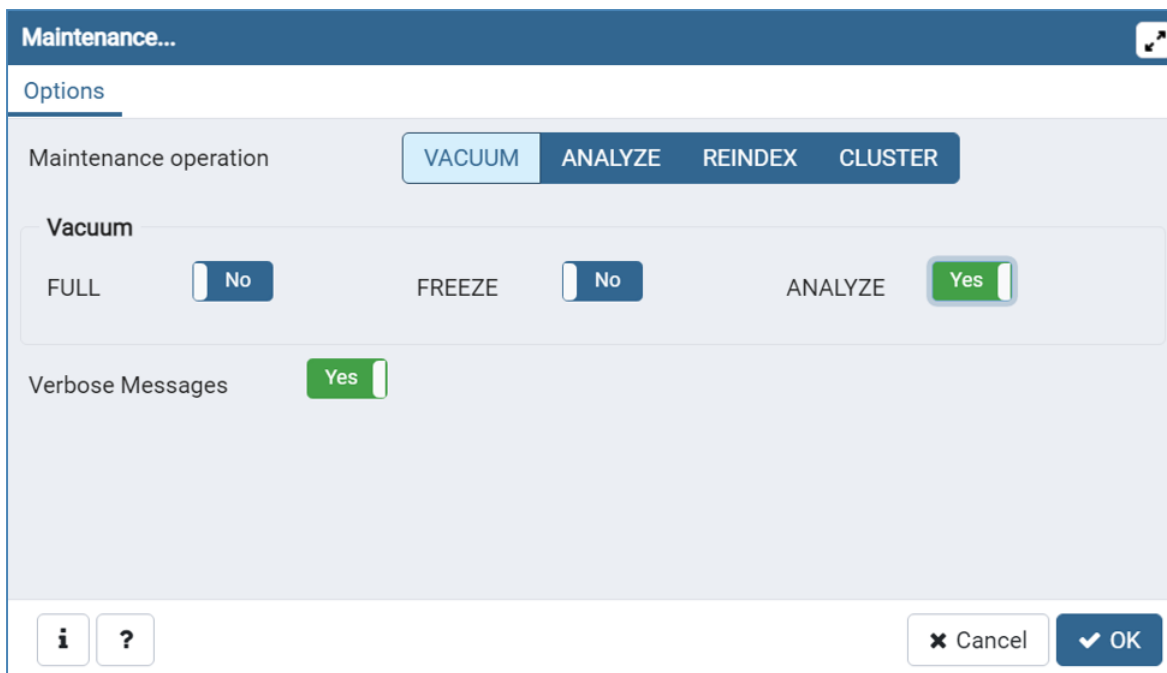 Maintenance...
Options
Maintenance operation VACUUM ANALYZE REINDEX CLUSTER
Vacuum
FULL No FREEZE No ANALYZE Yes
Verbose Messages Yes
i ? Cancel OK